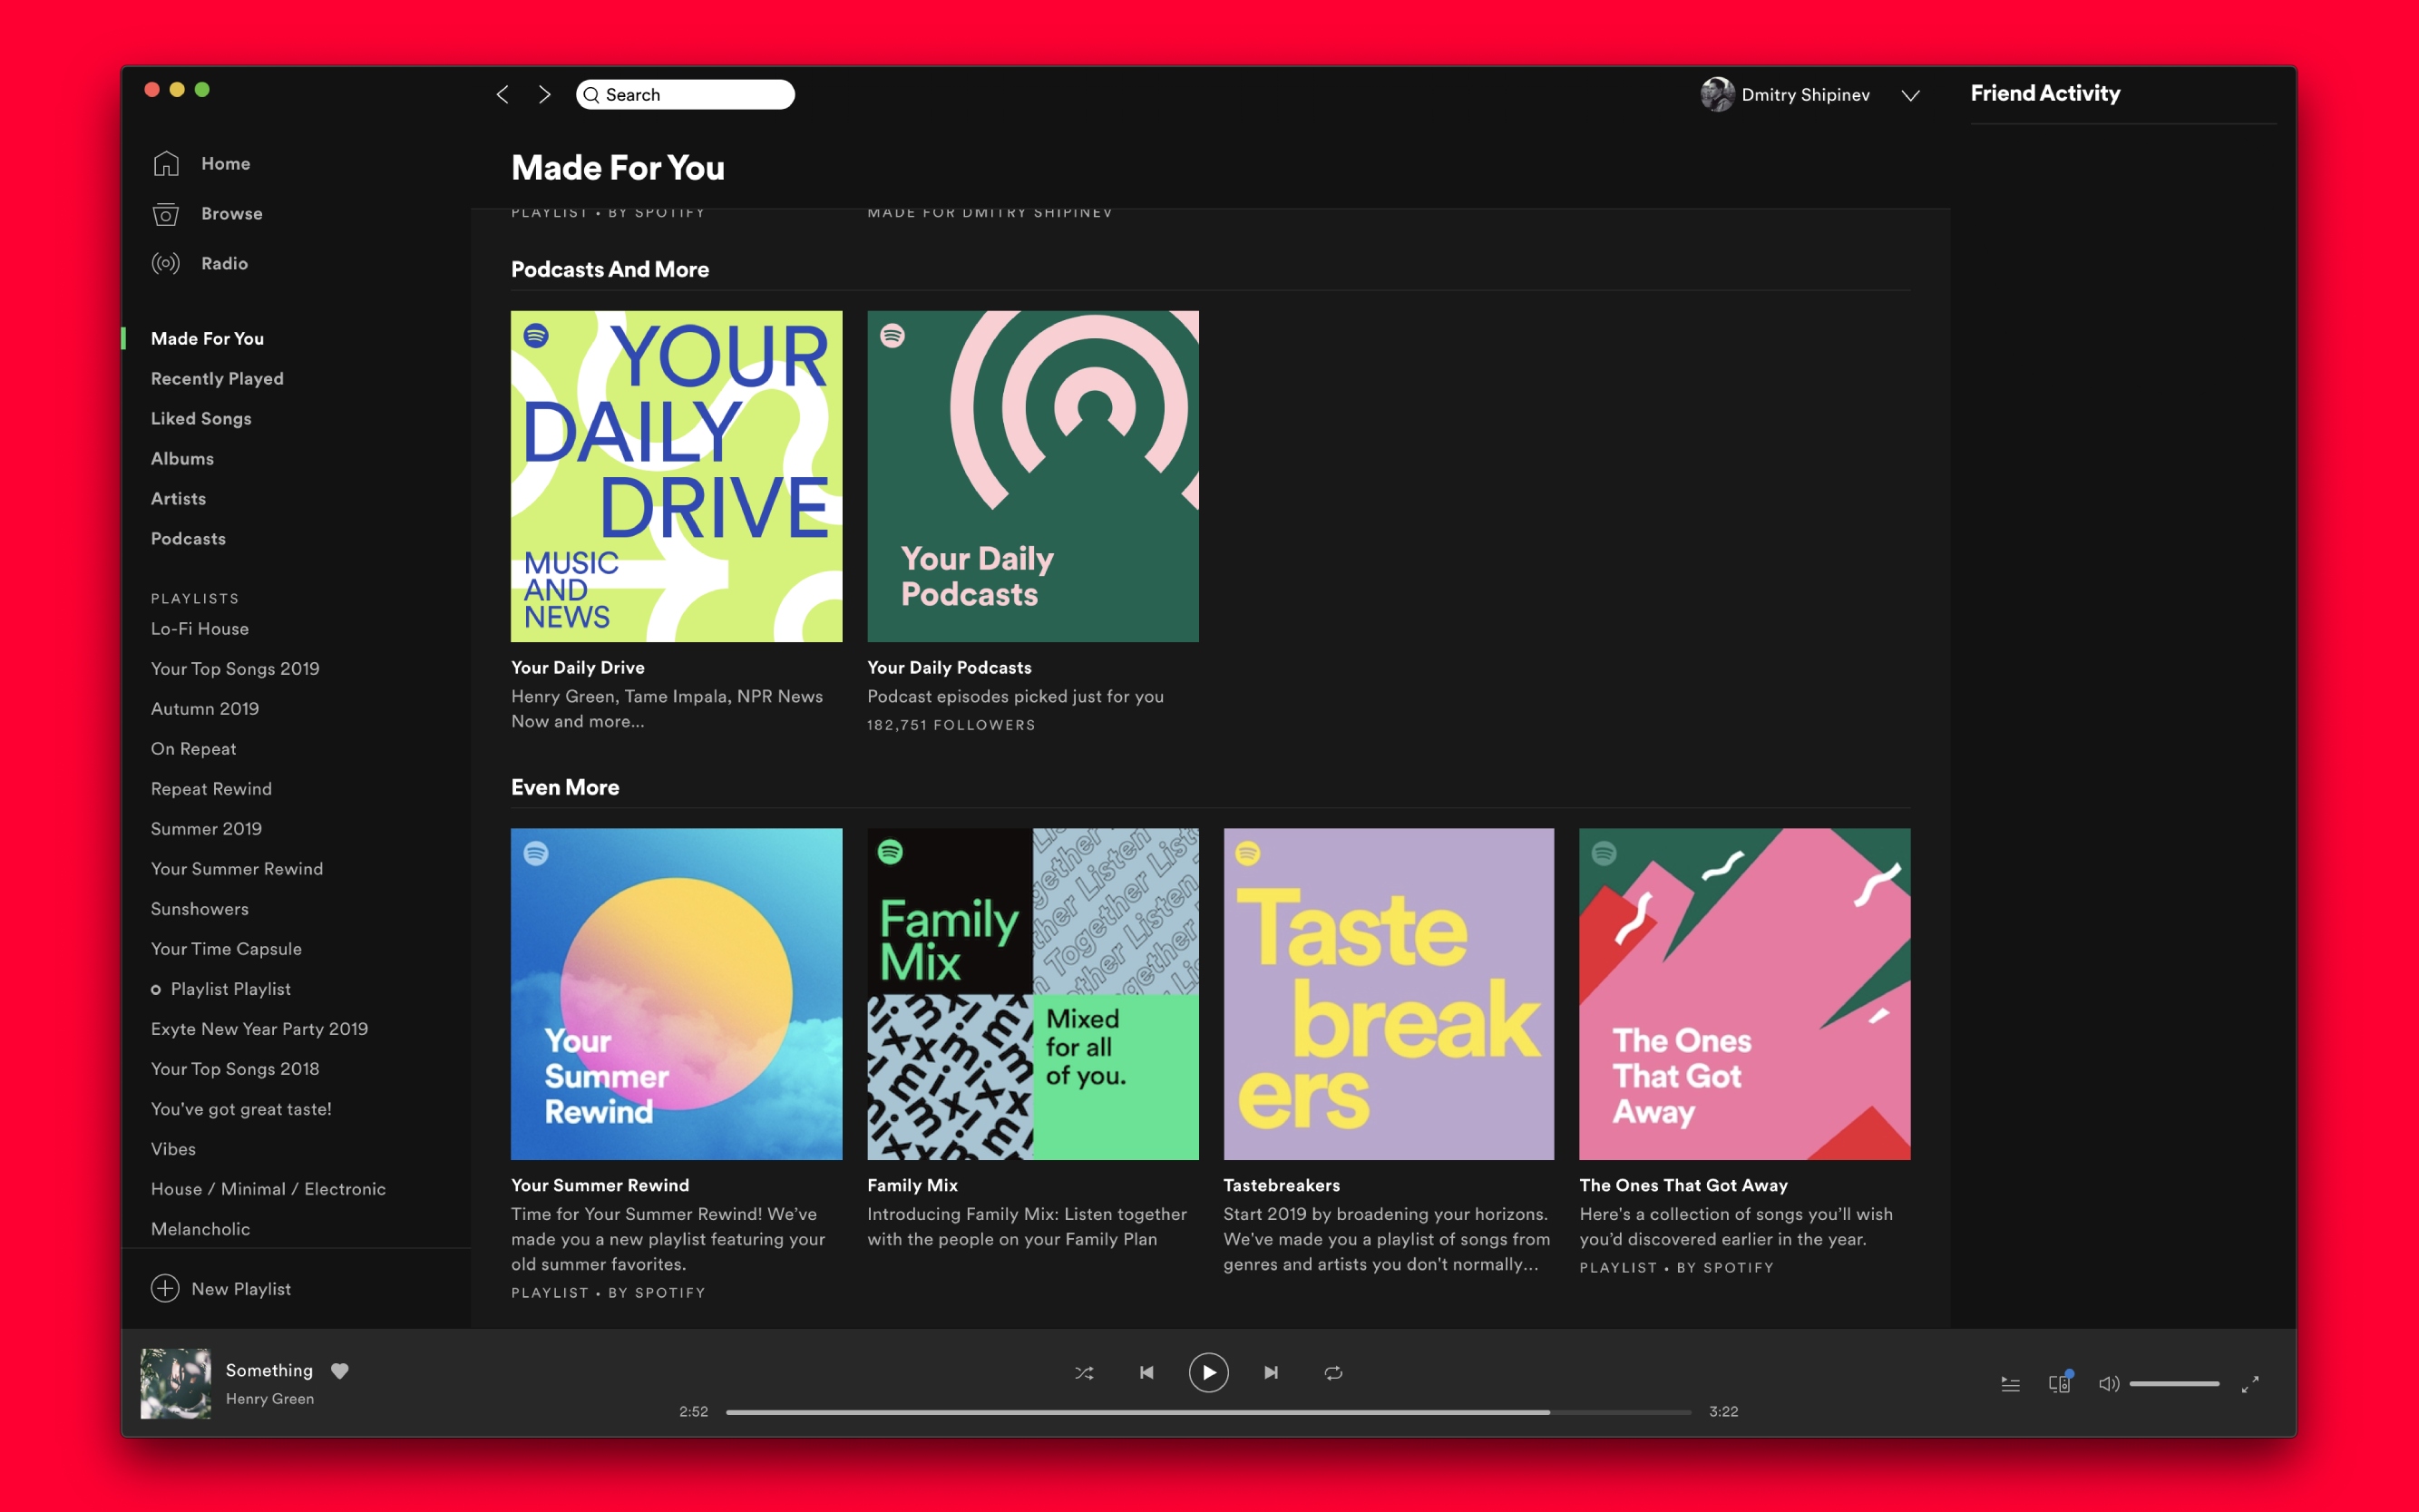 Search
Dmitry Shipinev
Friend Activity
Home
Browse
Radio
Made For You
Recently Played
Liked Songs
Albums
Artists
Podcasts
PLAYLISTS
Lo-Fi House
Your Top Songs 2019
Autumn 2019
On Repeat
Repeat Rewind
Summer 2019
Your Summer Rewind
Sunshowers
Your Time Capsule
Playlist Playlist
Exyte New Year Party 2019
Your Top Songs 2018
You've got great taste!
Vibes
House / Minimal / Electronic
Melancholic
New Playlist
Made For You
PLAYLIST • BY SPOTIFY
MADE FOR DMITRY SHIPINEV
Podcasts And More
YOUR
DAILY
DRIVE
MUSIC
AND
NEWS
Your Daily Drive
Henry Green, Tame Impala, NPR News
Now and more...
Your Daily
Podcasts
Your Daily Podcasts
Podcast episodes picked just for you
182,751 FOLLOWERS
Even More
Your
Summer
Rewind
Your Summer Rewind
Time for Your Summer Rewind! We've
made you a new playlist featuring your
old summer favorites.
PLAYLIST • BY SPOTIFY
Family
Mix
Together Listen
Mixed
for all
of you.
Family Mix
Introducing Family Mix: Listen together
with the people on your Family Plan
Taste
break
ers
Tastebreakers
Start 2019 by broadening your horizons.
We've made you a playlist of songs from
genres and artists you don't normally...
The Ones
That Got
Away
The Ones That Got Away
Here's a collection of songs you'll wish
you'd discovered earlier in the year.
PLAYLIST • BY SPOTIFY
Something
Henry Green
2:52
3:22